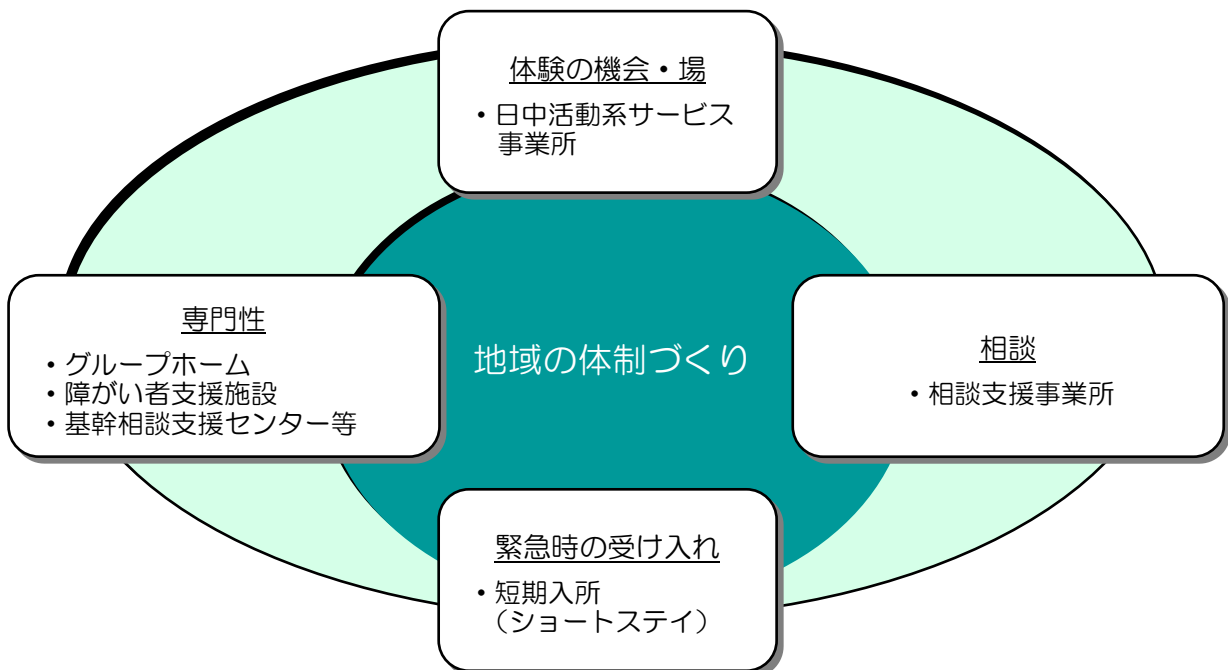 体験の機会・場
・日中活動系サービス
事業所
専門性
・グループホーム
・障がい者支援施設
・基幹相談支援センター等
地域の体制づくり
相談
・相談支援事業所
緊急時の受け入れ
・短期入所
(ショートステイ)